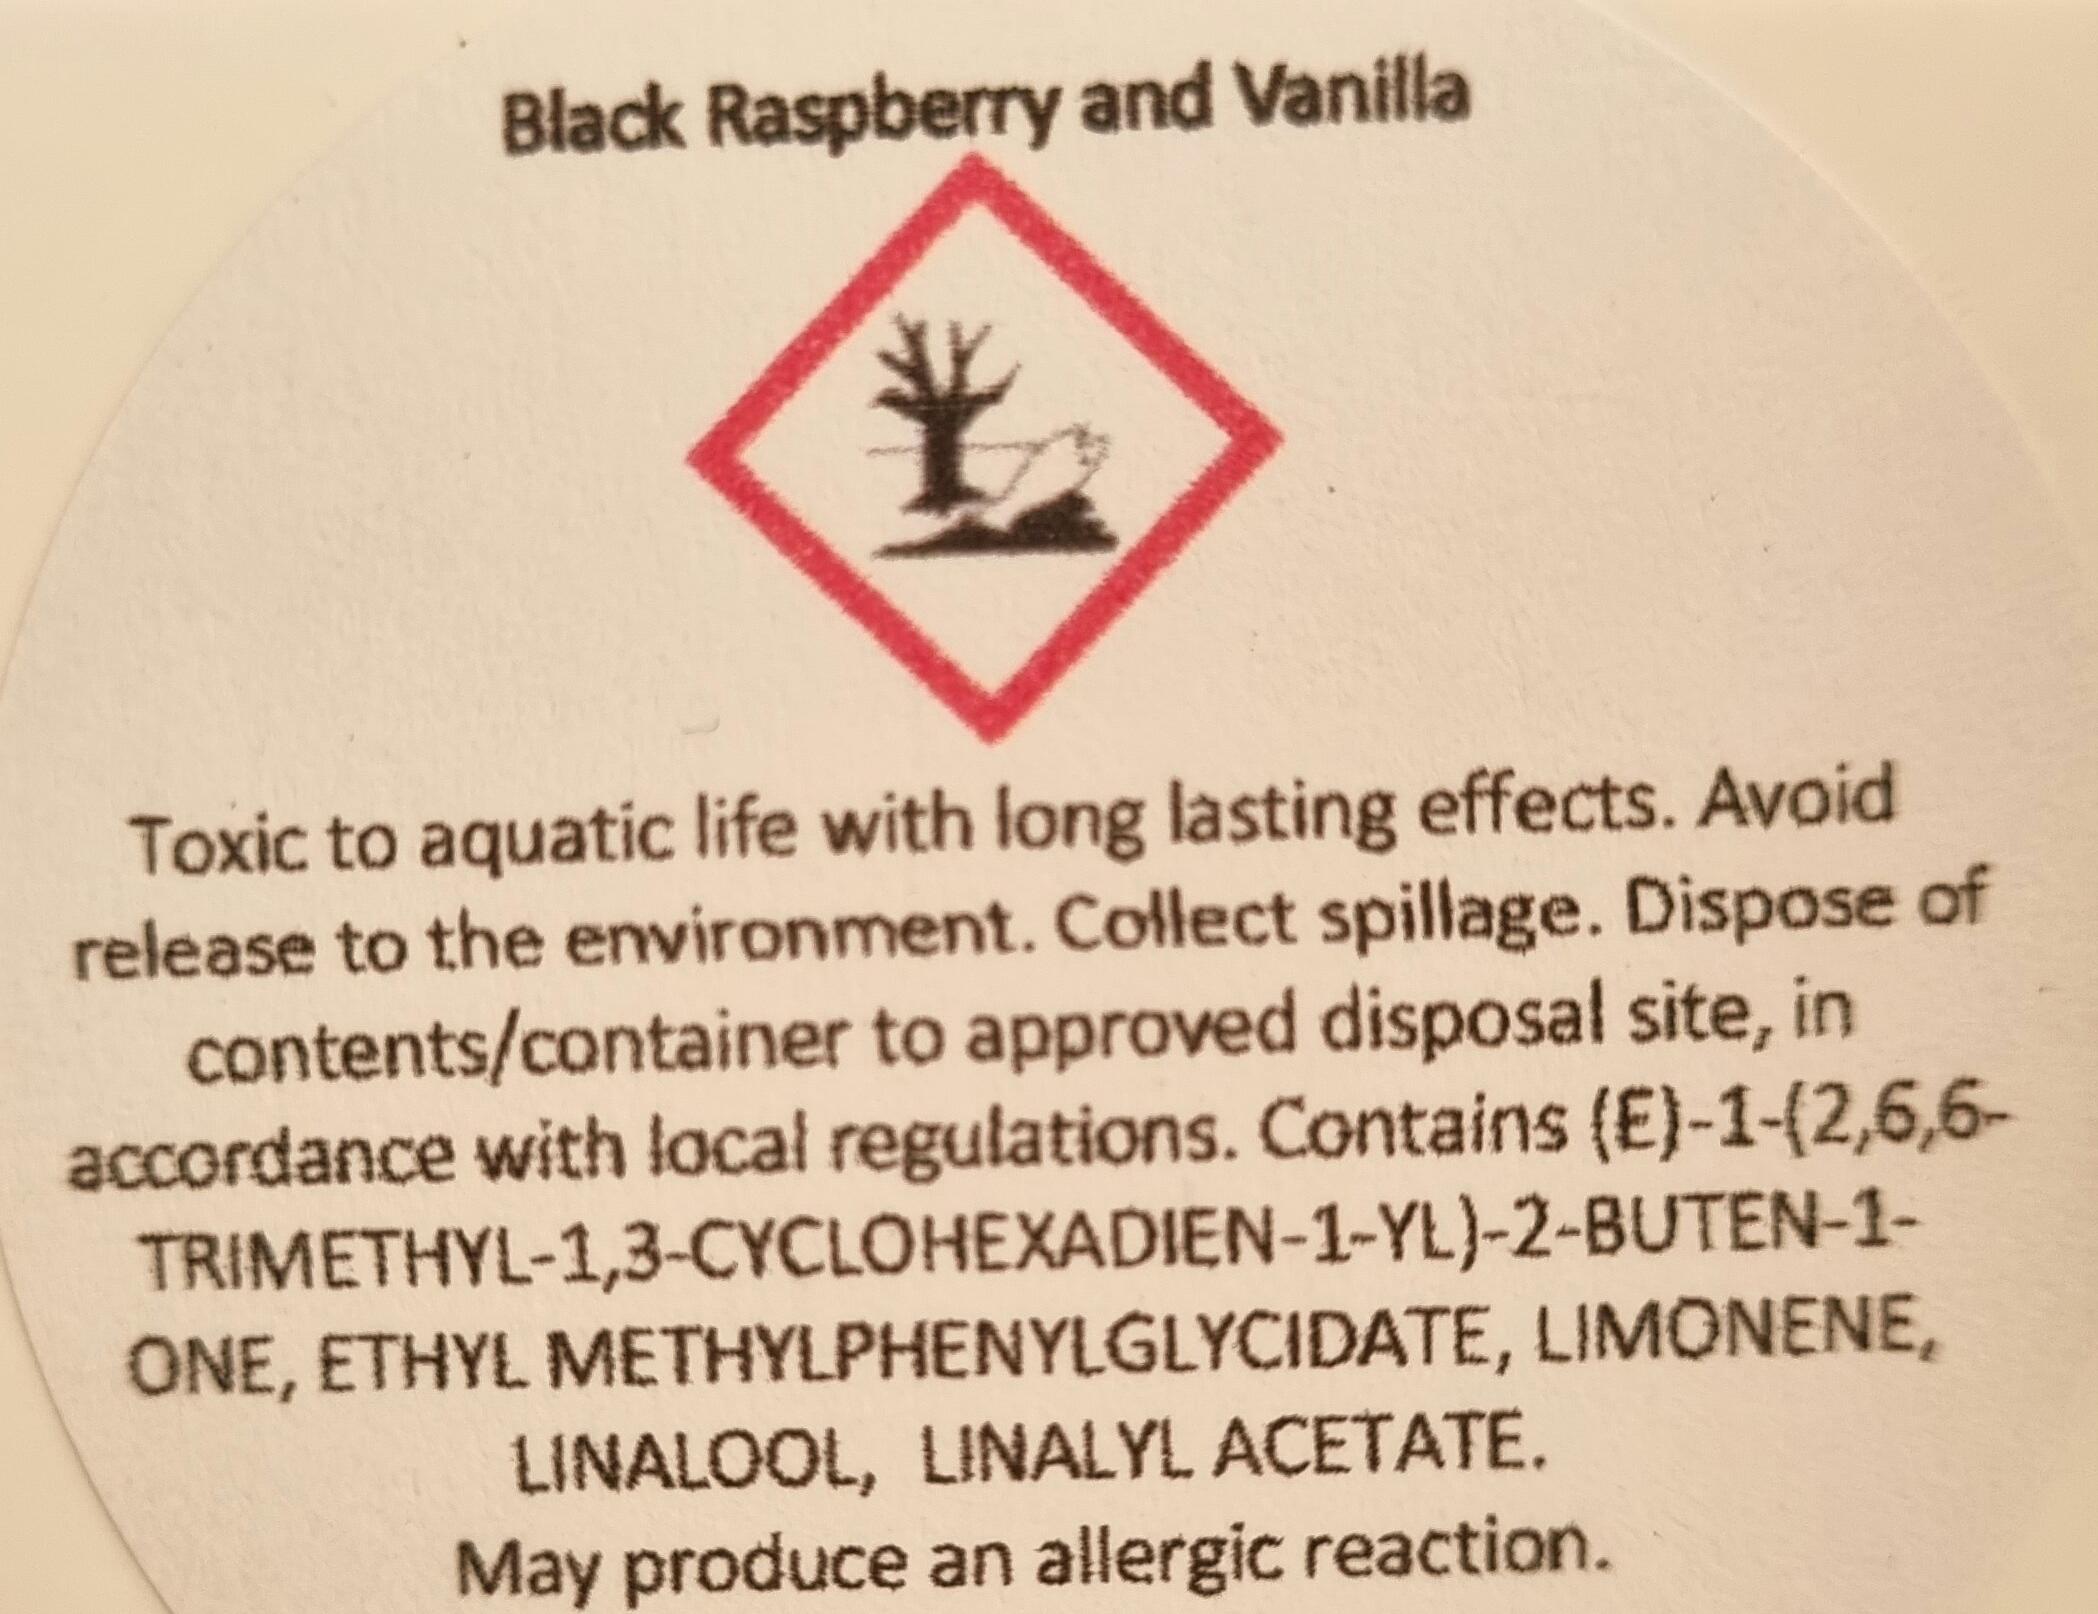 Black Raspberry and Vanilla
Toxic to aquatic life with long lasting effects. Avoid
release to the environment. Collect spillage. Dispose of
contents/container to approved disposal site, in
accordance with local regulations. Contains (E)-1-(2,6,6-
TRIMETHYL-1,3-CYCLOHEXADIEN-1-YL)-2-BUTEN-1-
ONE, ETHYL METHYLPHENYLGLYCIDATE, LIMONENE,
LINALOOL, LINALYL ACETATE.
May produce an allergic reaction.